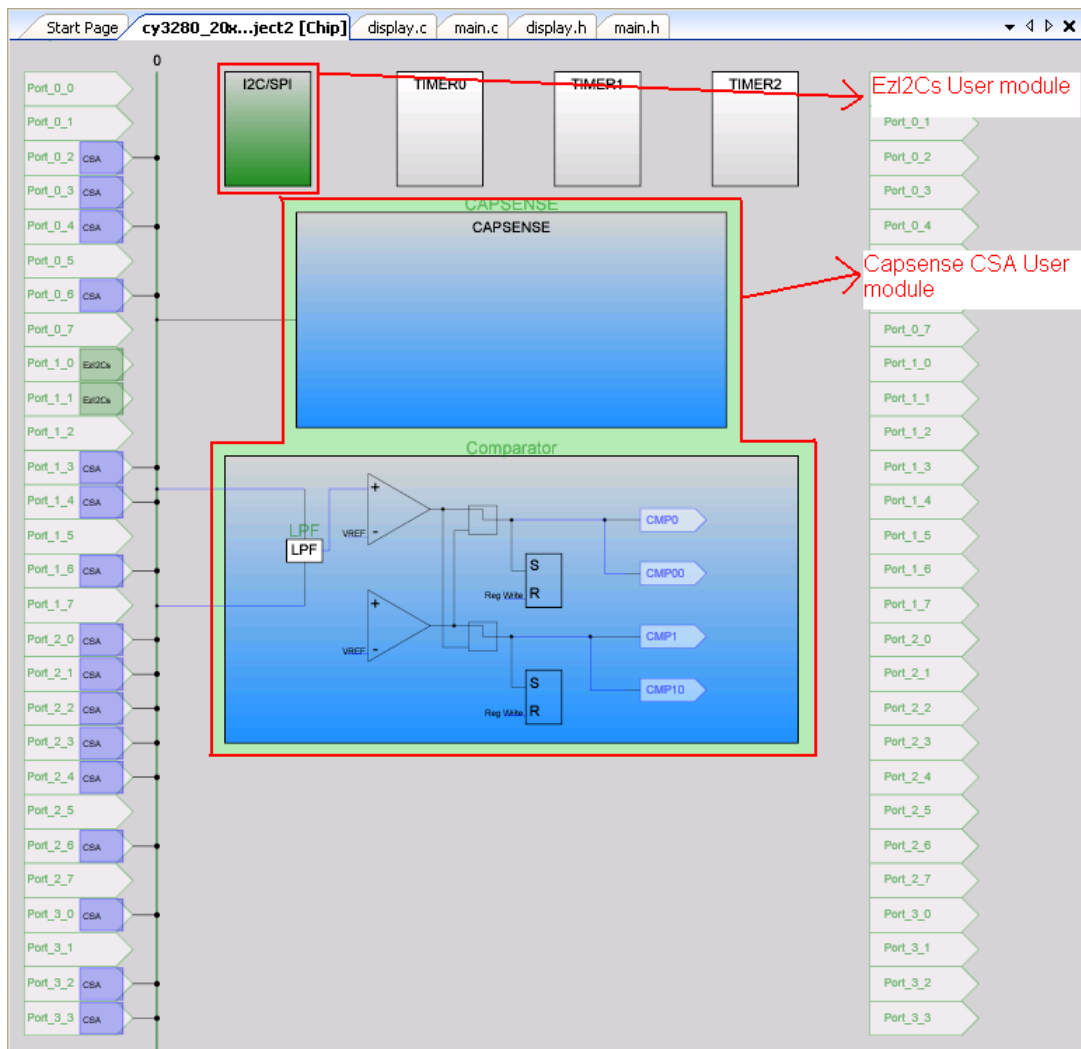 Start Page
cy3280_20x...ject2 [Chip]
display.c
main.c
display.h
main.h
0
Port_0_0
Port_0_1
Port_0_2 CSA
Port_0_3 CSA
Port_0_4 CSA
Port_0_5
Port_0_6 CSA
Port_0_7
Port_1_0 EzI2Cs
Port_1_1 EzI2Cs
Port_1_2
Port_1_3 CSA
Port_1_4 CSA
Port_1_5
Port_1_6 CSA
Port_1_7
Port_2_0 CSA
Port_2_1 CSA
Port_2_2 CSA
Port_2_3 CSA
Port_2_4 CSA
Port_2_5
Port_2_6 CSA
Port_2_7
Port_3_0 CSA
Port_3_1
Port_3_2 CSA
Port_3_3 CSA
I2C/SPI
TIMER0
TIMER1
TIMER2
CAPSENSE
CAPSENSE
Comparator
LPF
LPF
+
VREF -
S
Reg Write R
CMP0
CMP00
+
VREF -
S
Reg Write R
CMP1
CMP10
EzI2Cs User module
Port_0_1
Port_0_2
Port_0_3
Port_0_4
Capsense CSA User
module
Port_0_7
Port_1_0
Port_1_1
Port_1_2
Port_1_3
Port_1_4
Port_1_5
Port_1_6
Port_1_7
Port_2_0
Port_2_1
Port_2_2
Port_2_3
Port_2_4
Port_2_5
Port_2_6
Port_2_7
Port_3_0
Port_3_1
Port_3_2
Port_3_3